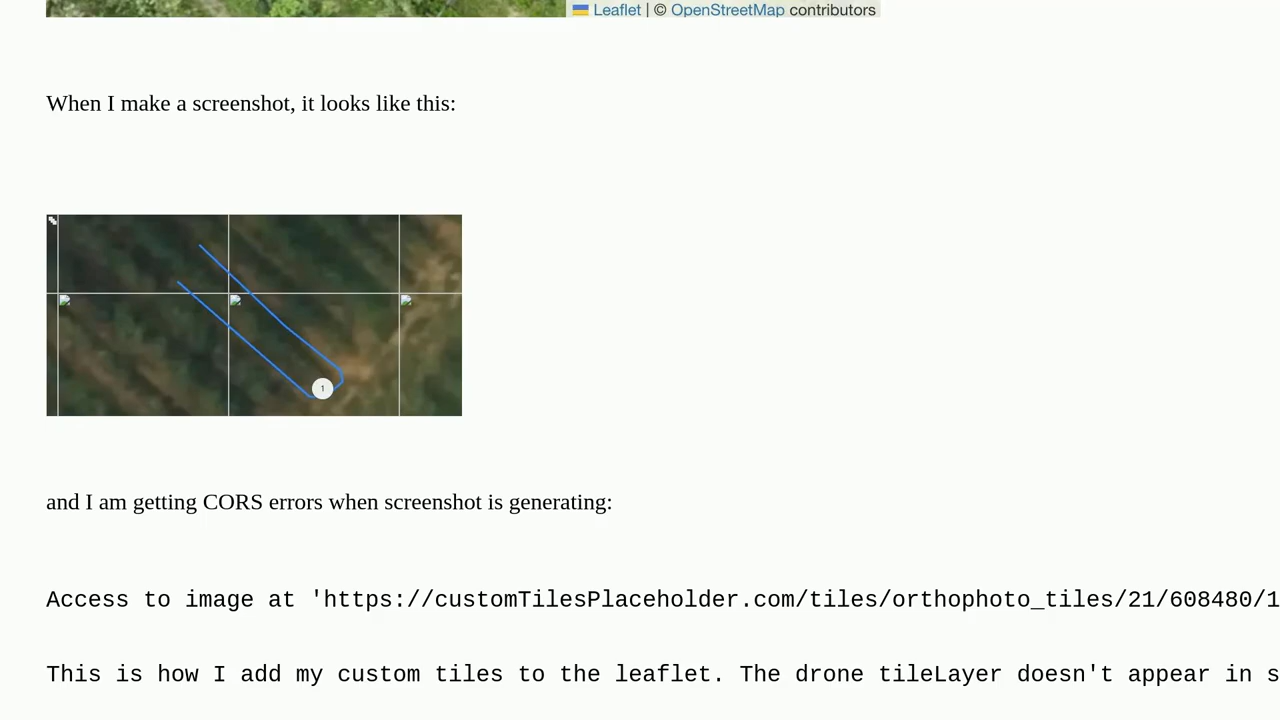 Leaflet | © OpenStreetMap contributors
When I make a screenshot, it looks like this:
1
and I am getting CORS errors when screenshot is generating:
Access to image at 'https://customTilesPlaceholder.com/tiles/orthophoto_tiles/21/608480/1
This is how I add my custom tiles to the leaflet. The drone tileLayer doesn't appear in s